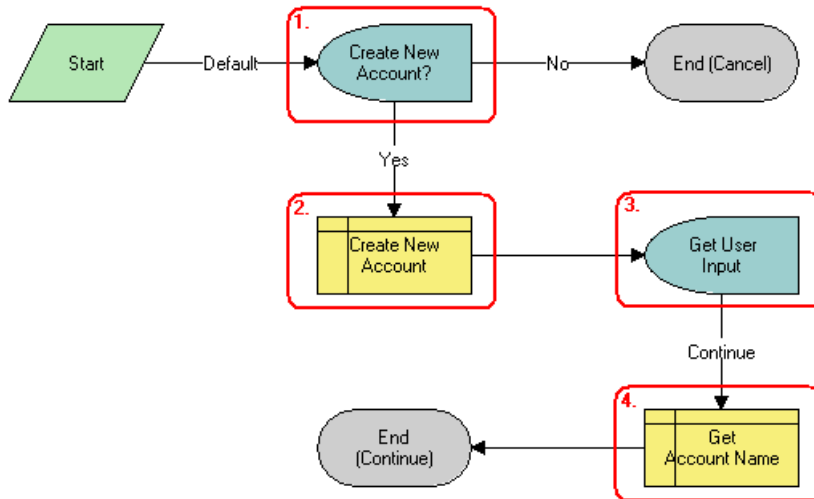 1.
Start
Default
Create New
Account?
No
End (Cancel)
Yes
2.
Create New
Account
3.
Get User
Input
Continue
4.
Get
Account Name
End
(Continue)